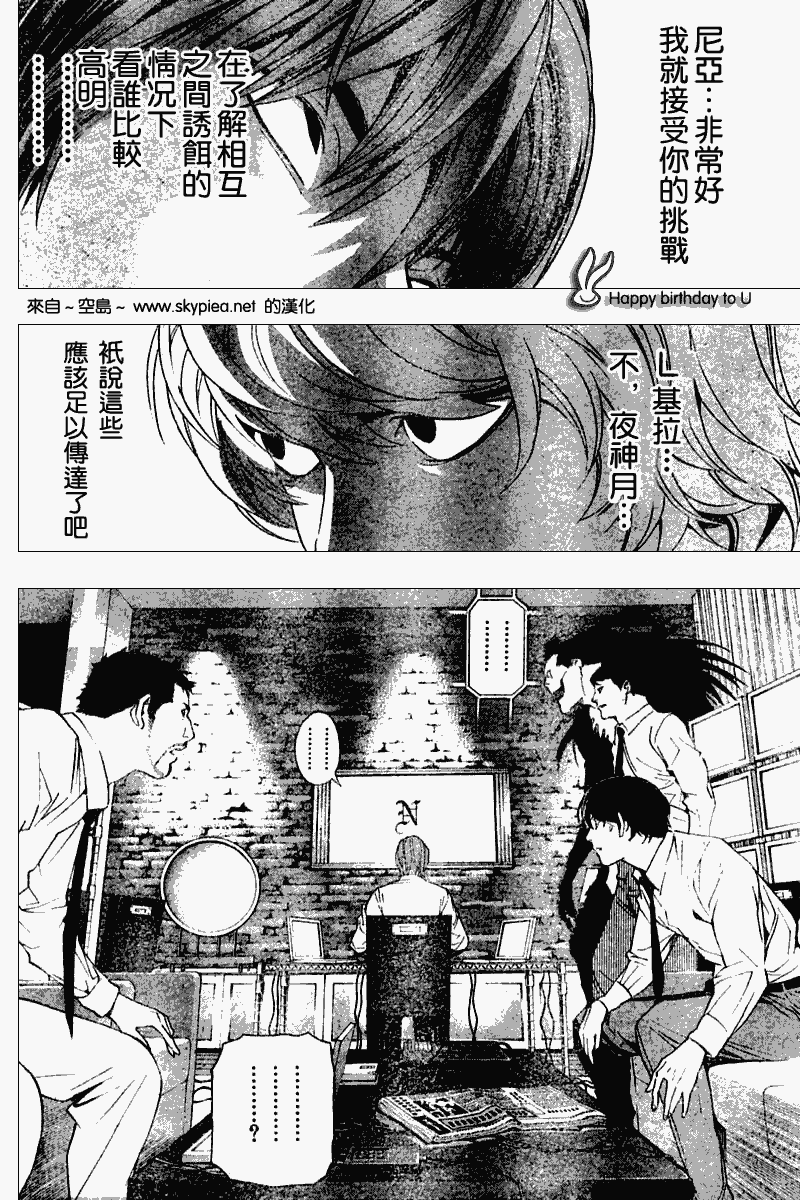 尼亞…非常好
我就接受你的挑戰
在了解相互
之間誘餌的
情況下
看誰比較
高明
…………
…………
來自～空島～ www.skypiea.net 的漢化
Happy birthday to U
L基拉…
不，夜神月…
衹說這些
應該足以傳達了吧
………
………
………
………
N
………
………
………?